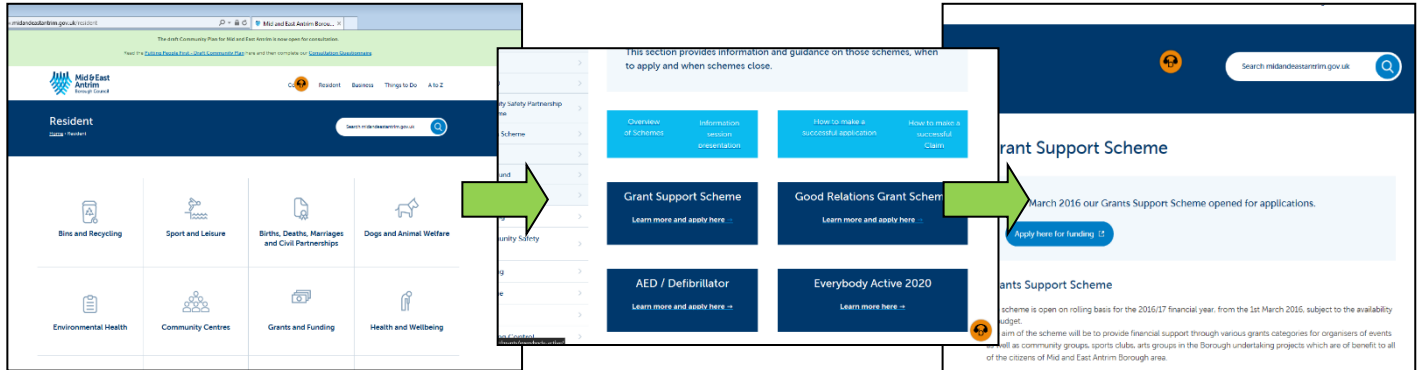 midandeastantrim.gov.uk/resident
Mid and East Antrim Borou...
The draft Community Plan for Mid and East Antrim is now open for consultation.
Read the Putting People First - Draft Community Plan here and then complete our Consultation Questionnaire
Mid & East
Antrim
Borough Council
Resident Business Things to Do A to Z
Resident
Home › Resident
Search midandeastantrim.gov.uk
Bins and Recycling
Sport and Leisure
Births, Deaths, Marriages
and Civil Partnerships
Dogs and Animal Welfare
Environmental Health
Community Centres
Grants and Funding
Health and Wellbeing
This section provides information and guidance on those schemes, when
to apply and when schemes close.
Safety Partnership
Scheme
Overview
of Schemes
Information
session
presentation
How to make a
successful application
How to make a
successful
Claim
Grant Support Scheme
Learn more and apply here →
Good Relations Grant Scheme
Learn more and apply here →
Safety
AED / Defibrillator
Learn more and apply here →
Everybody Active 2020
Learn more here →
Control
Search midandeastantrim.gov.uk
rant Support Scheme
March 2016 our Grants Support Scheme opened for applications.
Apply here for funding
ants Support Scheme
scheme is open on rolling basis for the 2016/17 financial year, from the 1st March 2016, subject to the availability
budget.
aim of the scheme will be to provide financial support through various grants categories for organisers of events
as well as community groups, sports clubs, arts groups in the Borough undertaking projects which are of benefit to all
of the citizens of Mid and East Antrim Borough area.